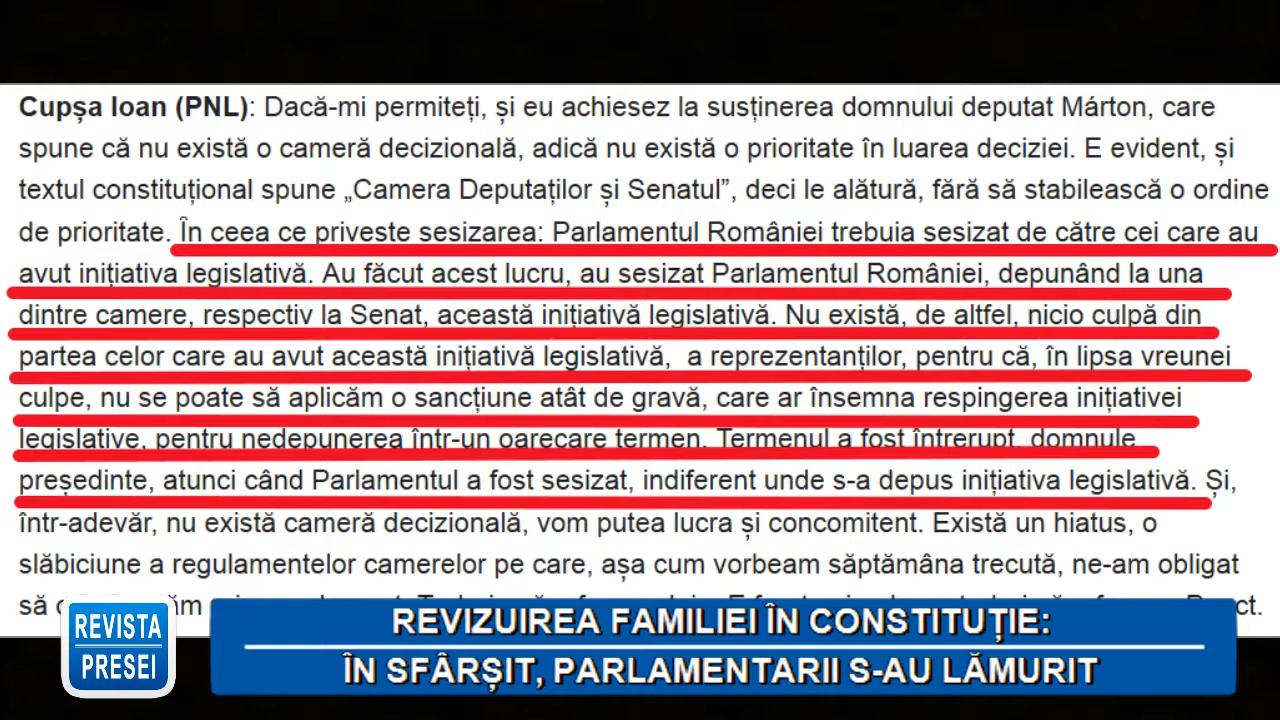 Cupșa Ioan (PNL): Dacă-mi permiteți, și eu achiesez la susținerea domnului deputat Márton, care
spune că nu există o cameră decizională, adică nu există o prioritate în luarea deciziei. E evident, și
textul constituțional spune „Camera Deputaților și Senatul”, deci le alătură, fără să stabilească o ordine
de prioritate. În ceea ce priveste sesizarea: Parlamentul României trebuia sesizat de către cei care au
avut inițiativa legislativă. Au făcut acest lucru, au sesizat Parlamentul României, depunând la una
dintre camere, respectiv la Senat, această inițiativă legislativă. Nu există, de altfel, nicio culpă din
partea celor care au avut această inițiativă legislativă, a reprezentanților, pentru că, în lipsa vreunei
culpe, nu se poate să aplicăm o sancțiune atât de gravă, care ar însemna respingerea inițiativei
legislative, pentru nedepunerea într-un oarecare termen. Termenul a fost întrerupt, domnule
președinte, atunci când Parlamentul a fost sesizat, indiferent unde s-a depus inițiativa legislativă. Și,
într-adevăr, nu există cameră decizională, vom putea lucra și concomitent. Există un hiatus, o
slăbiciune a regulamentelor camerelor pe care, așa cum vorbeam săptămâna trecută, ne-am obligat
să
REVISTA
PRESEI
REVIZUIREA FAMILIEI ÎN CONSTITUȚIE:
ÎN SFÂRȘIT, PARLAMENTARII S-AU LĂMURIT